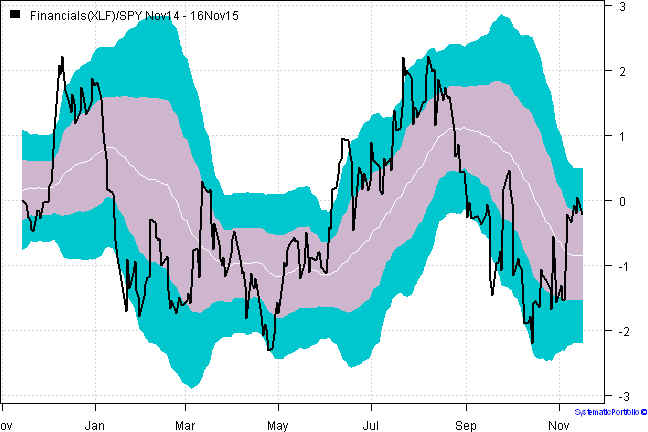 Financials(XLF)/SPY Nov14 - 16Nov15
3
2
1
0
-1
-2
-3
ov Jan Mar May Jul Sep Nov
SystematicPortfolio ©